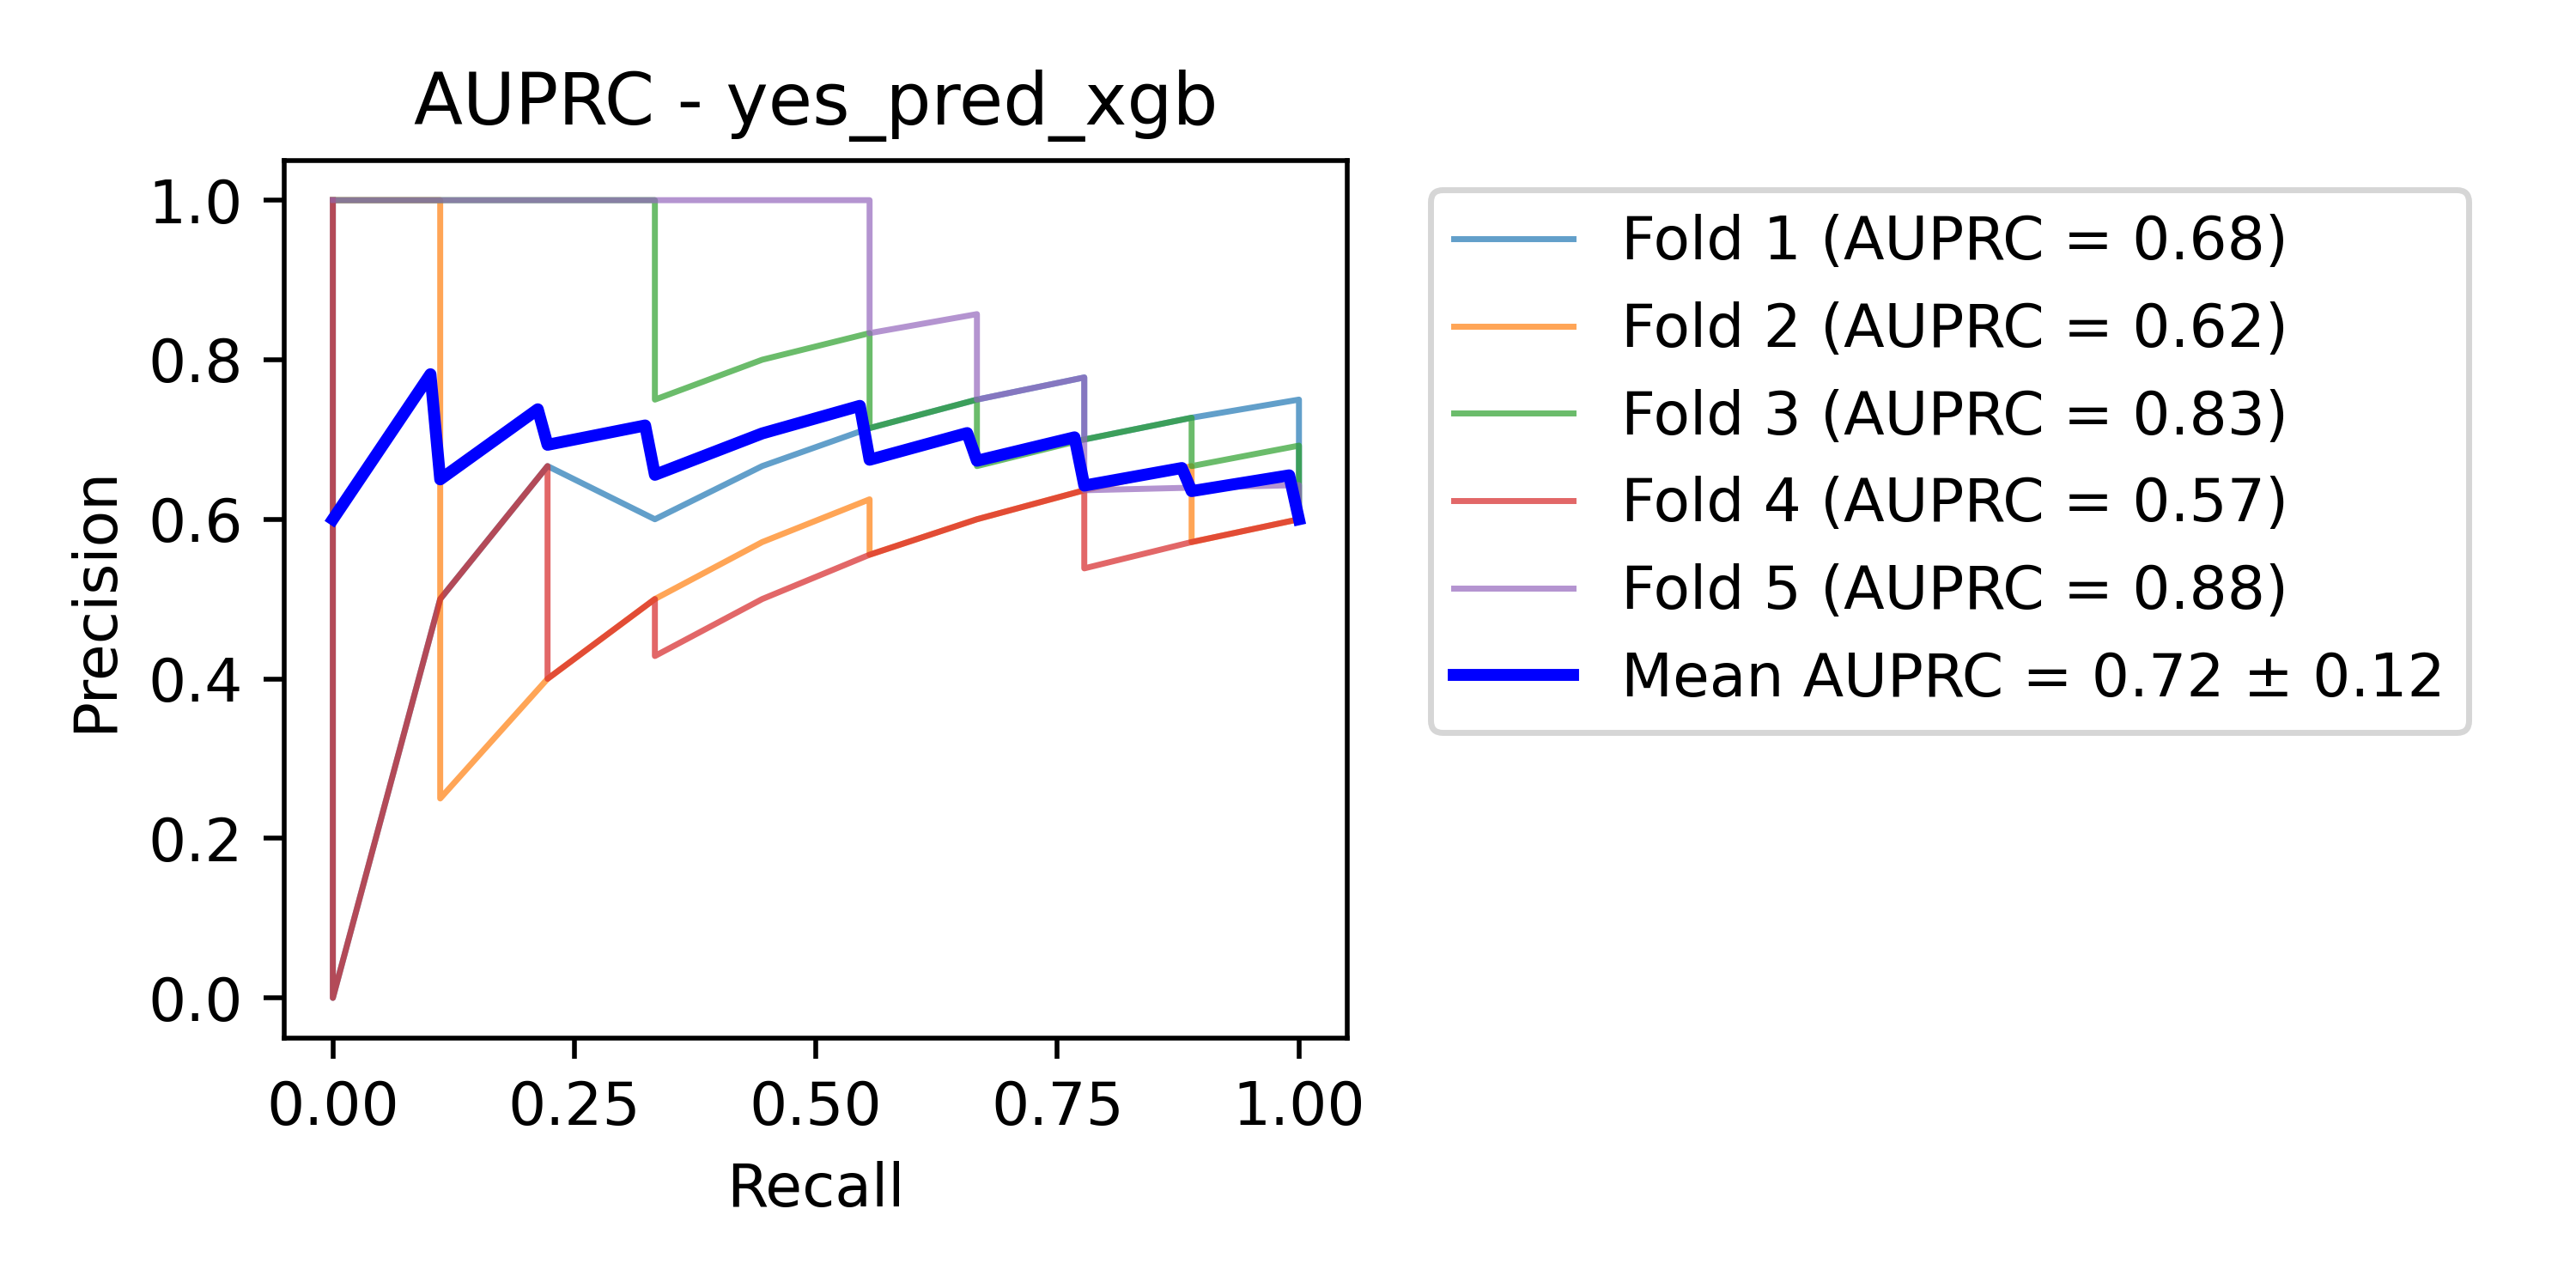 AUPRC - yes_pred_xgb
Precision
1.0
0.8
0.6
0.4
0.2
0.0
0.00 0.25 0.50 0.75 1.00
Recall
Fold 1 (AUPRC = 0.68)
Fold 2 (AUPRC = 0.62)
Fold 3 (AUPRC = 0.83)
Fold 4 (AUPRC = 0.57)
Fold 5 (AUPRC = 0.88)
Mean AUPRC = 0.72 ± 0.12